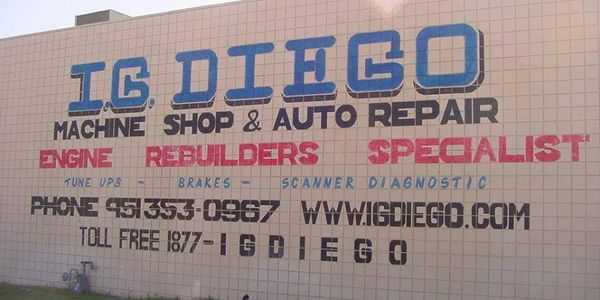 I.G. DIEGO
MACHINE SHOP & AUTO REPAIR
ENGINE REBUILDERS SPECIALIST
TUNE UPS - BRAKES - SCANNER DIAGNOSTIC
PHONE 951 353-0967 WWW.IGDIEGO.COM
TOLL FREE 1877-IGDIEGO